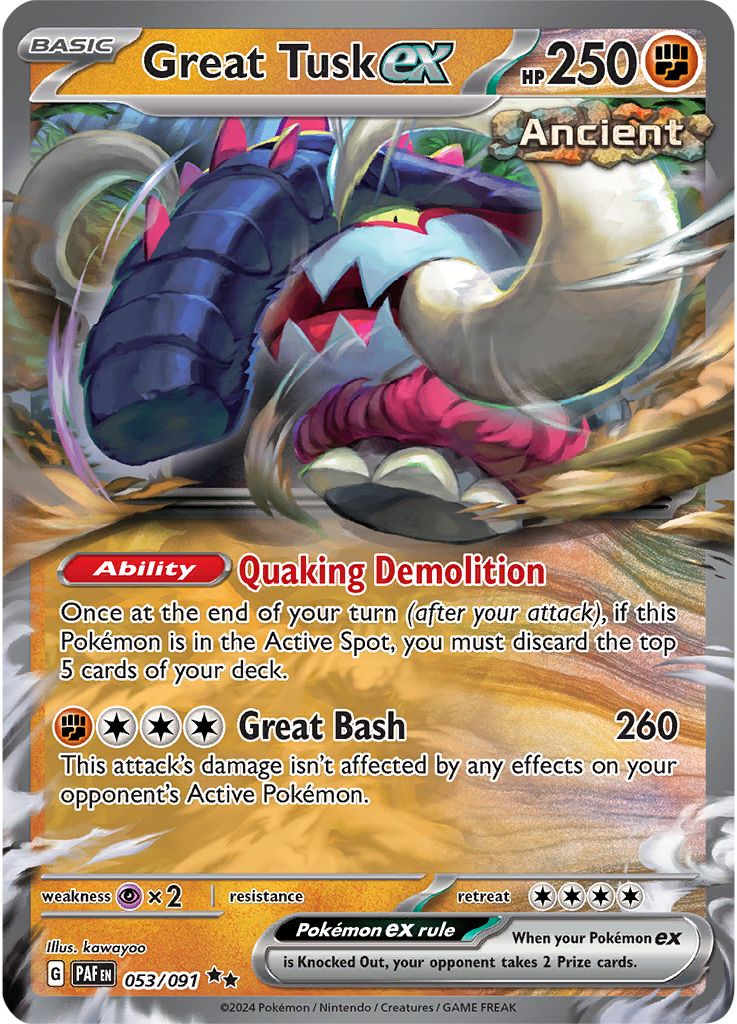 BASIC Great Tusk ex HP 250
Ancient
Ability Quaking Demolition
Once at the end of your turn (after your attack), if this
Pokémon is in the Active Spot, you must discard the top
5 cards of your deck.
Great Bash 260
This attack's damage isn't affected by any effects on your
opponent's Active Pokémon.
weakness ×2 resistance retreat
Illus. kawayoo
Pokémon ex rule When your Pokémon ex
is Knocked Out, your opponent takes 2 Prize cards.
G PAF EN 053/091
©2024 Pokémon / Nintendo / Creatures / GAME FREAK